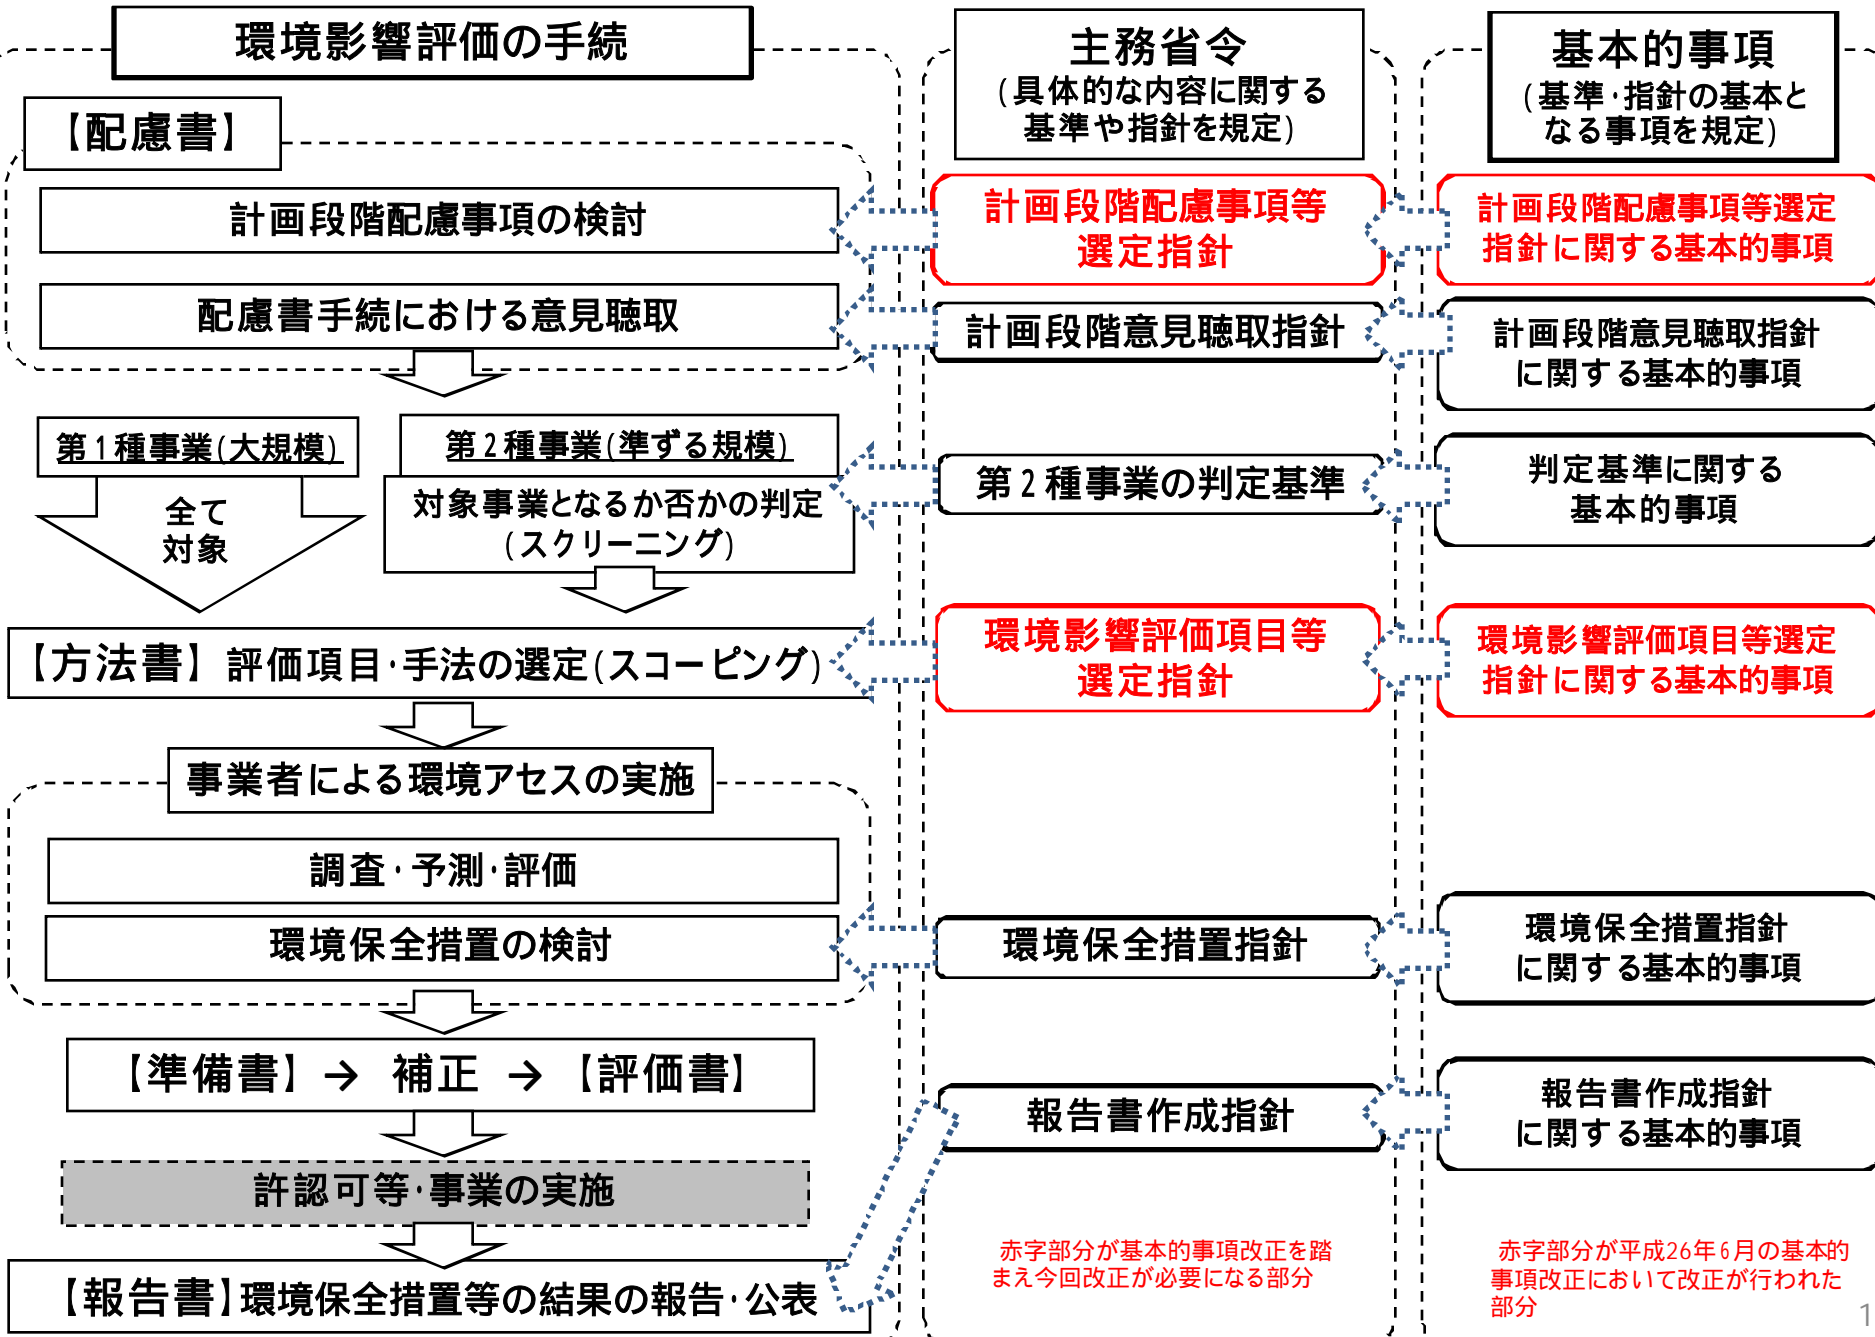 環境影響評価の手続
【配慮書】
計画段階配慮事項の検討
配慮書手続における意見聴取
第1種事業(大規模)
全て
対象
第2種事業(準ずる規模)
対象事業となるか否かの判定
(スクリーニング)
【方法書】評価項目・手法の選定(スコーピング)
事業者による環境アセスの実施
調査・予測・評価
環境保全措置の検討
【準備書】→ 補正 →【評価書】
許認可等・事業の実施
【報告書】環境保全措置等の結果の報告・公表
主務省令
(具体的な内容に関する
基準や指針を規定)
計画段階配慮事項等
選定指針
計画段階意見聴取指針
第2種事業の判定基準
環境影響評価項目等
選定指針
環境保全措置指針
報告書作成指針
赤字部分が基本的事項改正を踏
まえ今回改正が必要になる部分
基本的事項
(基準・指針の基本と
なる事項を規定)
計画段階配慮事項等選定
指針に関する基本的事項
計画段階意見聴取指針
に関する基本的事項
判定基準に関する
基本的事項
環境影響評価項目等選定
指針に関する基本的事項
環境保全措置指針
に関する基本的事項
報告書作成指針
に関する基本的事項
赤字部分が平成26年6月の基本的
事項改正において改正が行われた
部分
1